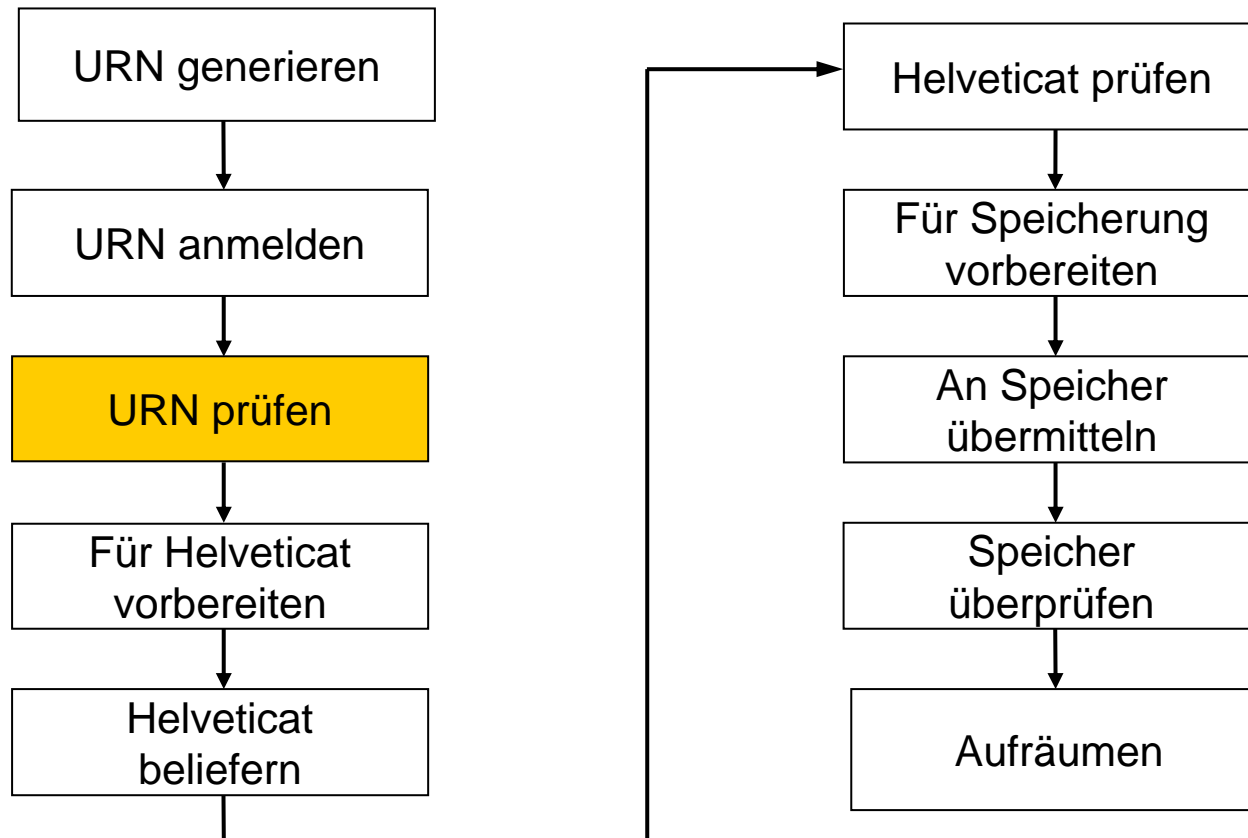 URN generieren
URN anmelden
URN prüfen
Für Helveticat
vorbereiten
Helveticat
beliefern
Helveticat prüfen
Für Speicherung
vorbereiten
An Speicher
übermitteln
Speicher
überprüfen
Aufräumen